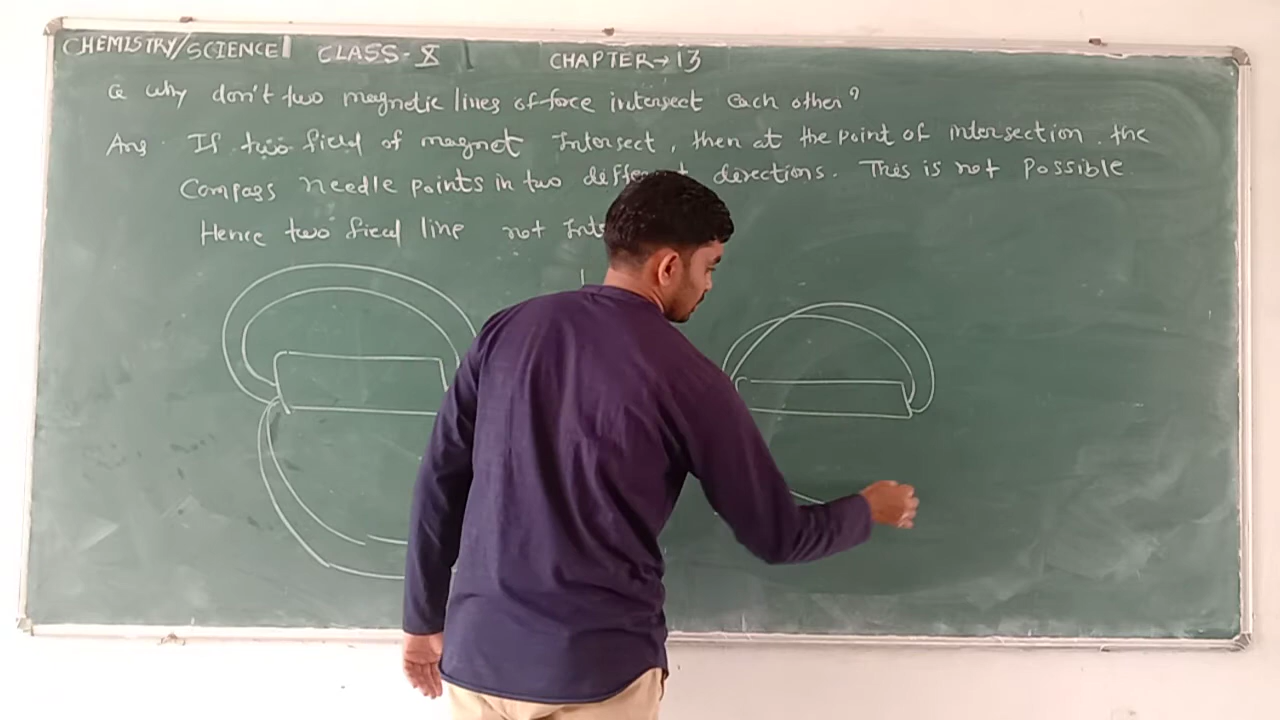 CHEMISTRY/SCIENCE CLASS-X CHAPTER→13
Q why don't two magnetic lines of force intersect each other?
Ans If two field of magnet Intersect, then at the point of intersection. the
Compass needle points in two different directions. This is not Possible
Hence two field line not